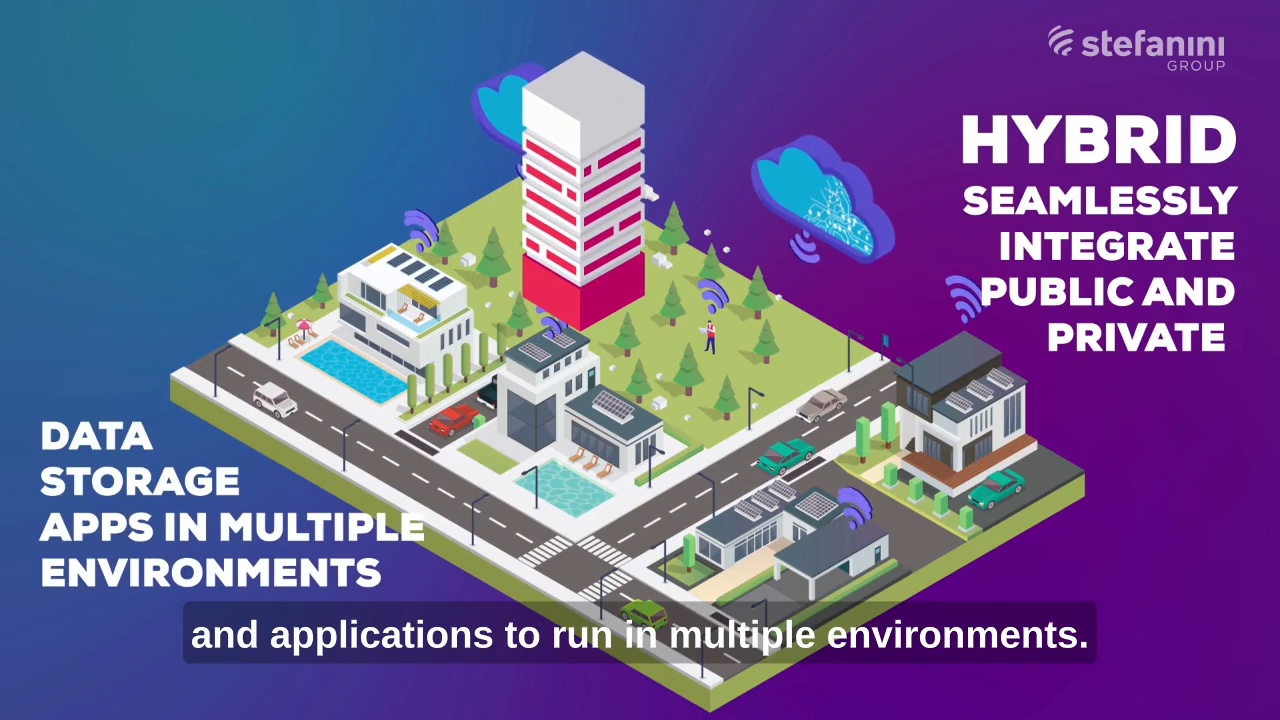 stefanini
GROUP
HYBRID
SEAMLESSLY
INTEGRATE
PUBLIC AND
PRIVATE
DATA
STORAGE
APPS IN MULTIPLE
ENVIRONMENTS
and applications to run in multiple environments.